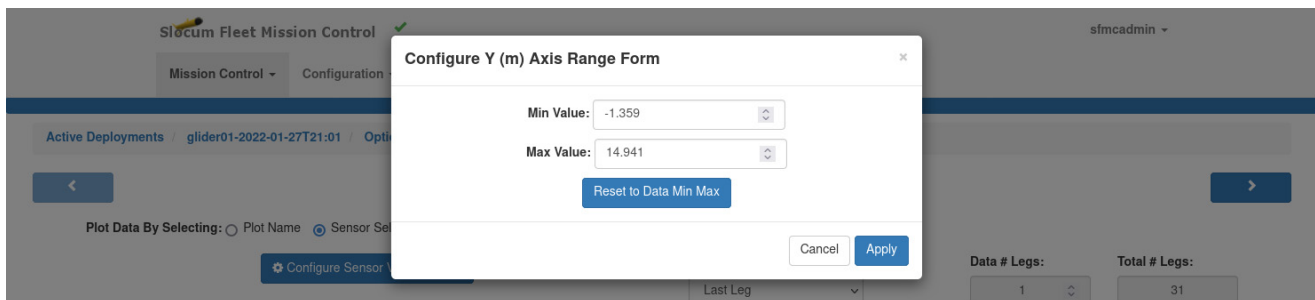 Slocum Fleet Mission Control
sfmcadmin
Mission Control
Configuration
Configure Y (m) Axis Range Form
×
Min Value: -1.359
Max Value: 14.941
Reset to Data Min Max
Cancel Apply
Active Deployments / glider01-2022-01-27T21:01 / Opti
Plot Data By Selecting: Plot Name Sensor Sel
Configure Sensor V
Data # Legs: Total # Legs:
Last Leg 1 31